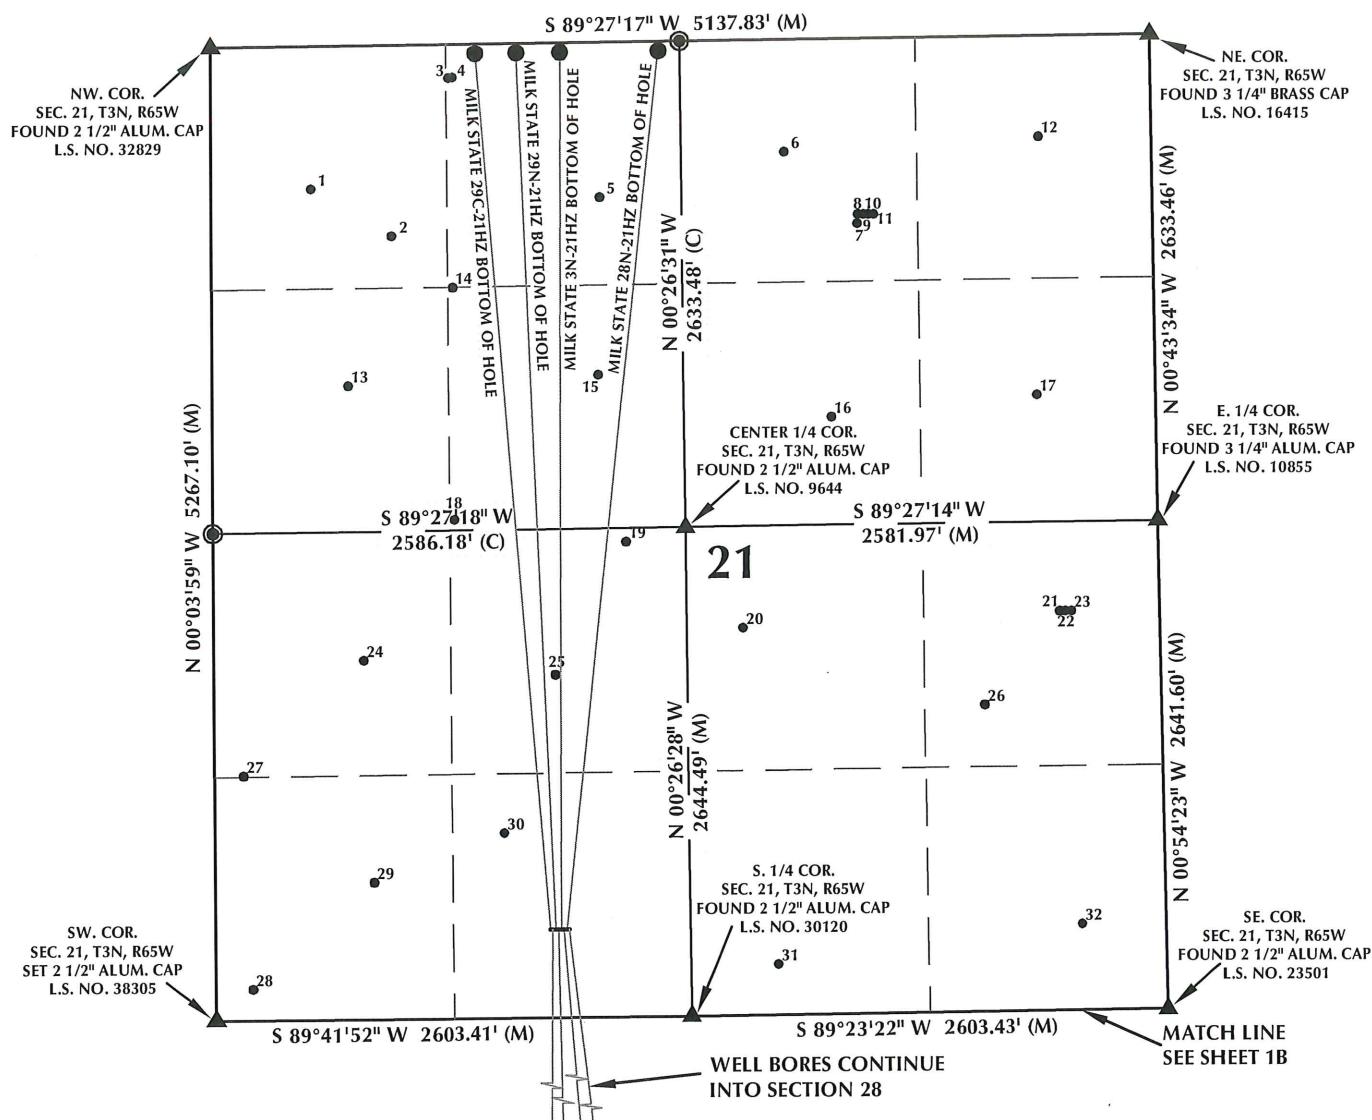 S 89°27'17" W 5137.83' (M)
NW. COR.
SEC. 21, T3N, R65W
FOUND 2 1/2" ALUM. CAP
L.S. NO. 32829
NE. COR.
SEC. 21, T3N, R65W
FOUND 3 1/4" BRASS CAP
L.S. NO. 16415
3 4
MILK STATE 29C-21HZ BOTTOM OF HOLE
MILK STATE 29N-21HZ BOTTOM OF HOLE
MILK STATE 3N-21HZ BOTTOM OF HOLE
MILK STATE 28N-21HZ BOTTOM OF HOLE
12
6
1
5
2
8 10
9 11
7
N 00°26'31" W
2633.48' (C)
N 00°43'34" W 2633.46' (M)
14
13
15
17
16
CENTER 1/4 COR.
SEC. 21, T3N, R65W
FOUND 2 1/2" ALUM. CAP
L.S. NO. 9644
E. 1/4 COR.
SEC. 21, T3N, R65W
FOUND 3 1/4" ALUM. CAP
L.S. NO. 10855
N 00°03'59" W 5267.10' (M)
18
S 89°27'18" W
2586.18' (C)
S 89°27'14" W
2581.97' (M)
19
21
20
21 23
22
24
25
26
N 00°26'28" W
2644.49' (M)
N 00°54'23" W 2641.60' (M)
27
30
29
S. 1/4 COR.
SEC. 21, T3N, R65W
FOUND 2 1/2" ALUM. CAP
L.S. NO. 30120
32
31
28
SW. COR.
SEC. 21, T3N, R65W
SET 2 1/2" ALUM. CAP
L.S. NO. 38305
SE. COR.
SEC. 21, T3N, R65W
FOUND 2 1/2" ALUM. CAP
L.S. NO. 23501
S 89°41'52" W 2603.41' (M)
S 89°23'22" W 2603.43' (M)
WELL BORES CONTINUE
INTO SECTION 28
MATCH LINE
SEE SHEET 1B